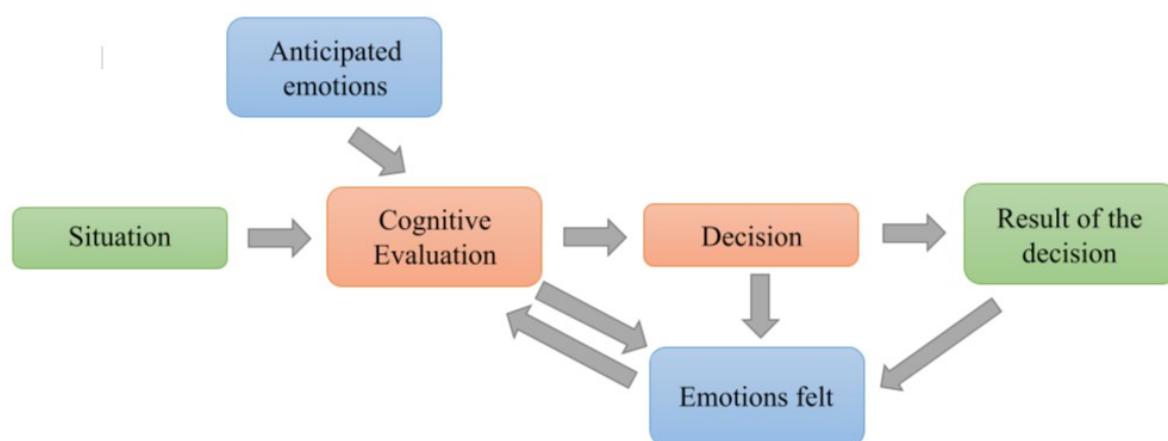 Anticipated
emotions
Situation
Cognitive
Evaluation
Decision
Result of the
decision
Emotions felt